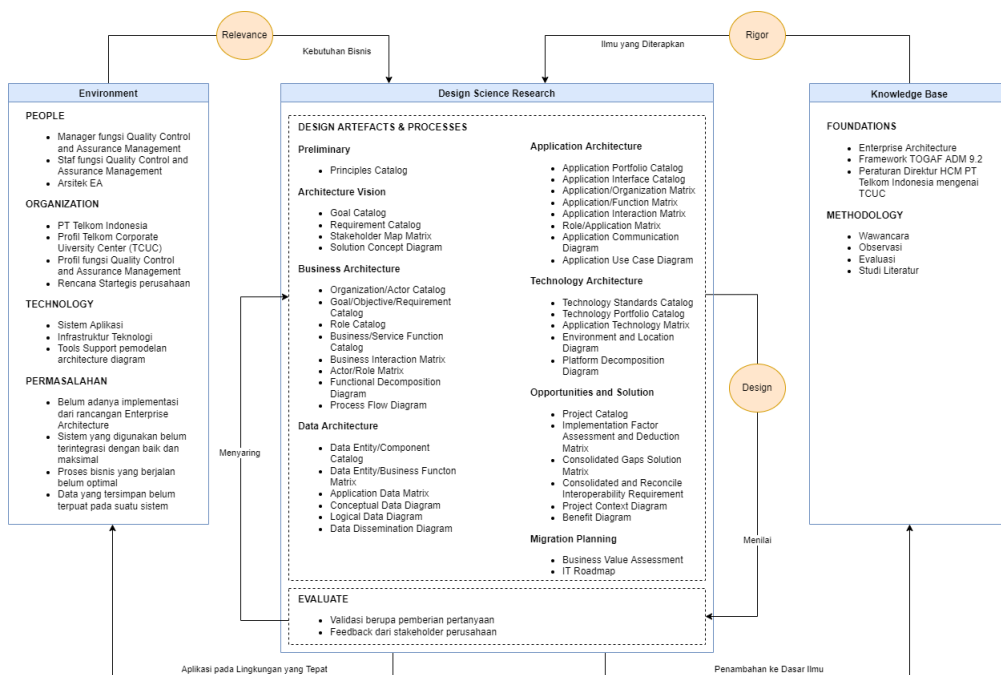 Relevance
Rigor
Kebutuhan Bisnis
Ilmu yang Diterapkan
Environment
PEOPLE
Manager fungsi Quality Control
and Assurance Management
Staf fungsi Quality Control and
Assurance Management
Arsitek EA
ORGANIZATION
PT Telkom Indonesia
Profil Telkom Corporate
Uiversity Center (TCUC)
Profil fungsi Quality Control
and Assurance Management
Rencana Startegis perusahaan
TECHNOLOGY
Sistem Aplikasi
Infrastruktur Teknologi
Tools Support pemodelan
architecture diagram
PERMASALAHAN
Belum adanya implementasi
dari rancangan Enterprise
Architecture
Sistem yang digunakan belum
terintegrasi dengan baik dan
maksimal
Proses bisnis yang berjalan
belum optimal
Data yang tersimpan belum
terpuat pada suatu sistem
Menyaring
Design Science Research
DESIGN ARTEFACTS & PROCESSES
Preliminary
Principles Catalog
Architecture Vision
Goal Catalog
Requirement Catalog
Stakeholder Map Matrix
Solution Concept Diagram
Business Architecture
Organization/Actor Catalog
Goal/Objective/Requirement
Catalog
Role Catalog
Business/Service Function
Catalog
Business Interaction Matrix
Actor/Role Matrix
Functional Decomposition
Diagram
Process Flow Diagram
Data Architecture
Data Entity/Component
Catalog
Data Entity/Business Functon
Matrix
Application Data Matrix
Conceptual Data Diagram
Logical Data Diagram
Data Dissemination Diagram
Application Architecture
Application Portfolio Catalog
Application Interface Catalog
Application/Organization Matrix
Application/Function Matrix
Application Interaction Matrix
Role/Application Matrix
Application Communication
Diagram
Application Use Case Diagram
Technology Architecture
Technology Standards Catalog
Technology Portfolio Catalog
Application Technology Matrix
Environment and Location
Diagram
Platform Decomposition
Diagram
Opportunities and Solution
Project Catalog
Implementation Factor
Assessment and Deduction
Matrix
Consolidated Gaps Solution
Matrix
Consolidated and Reconcile
Interoperability Requirement
Project Context Diagram
Benefit Diagram
Migration Planning
Business Value Assessment
IT Roadmap
EVALUATE
Validasi berupa pemberian pertanyaan
Feedback dari stakeholder perusahaan
Design
Menilai
Knowledge Base
FOUNDATIONS
Enterprise Architecture
Framework TOGAF ADM 9.2
Peraturan Direktur HCM PT
Telkom Indonesia mengenai
TCUC
METHODOLOGY
Wawancara
Observasi
Evaluasi
Studi Literatur
Aplikasi pada Lingkungan yang Tepat
Penambahan ke Dasar Ilmu